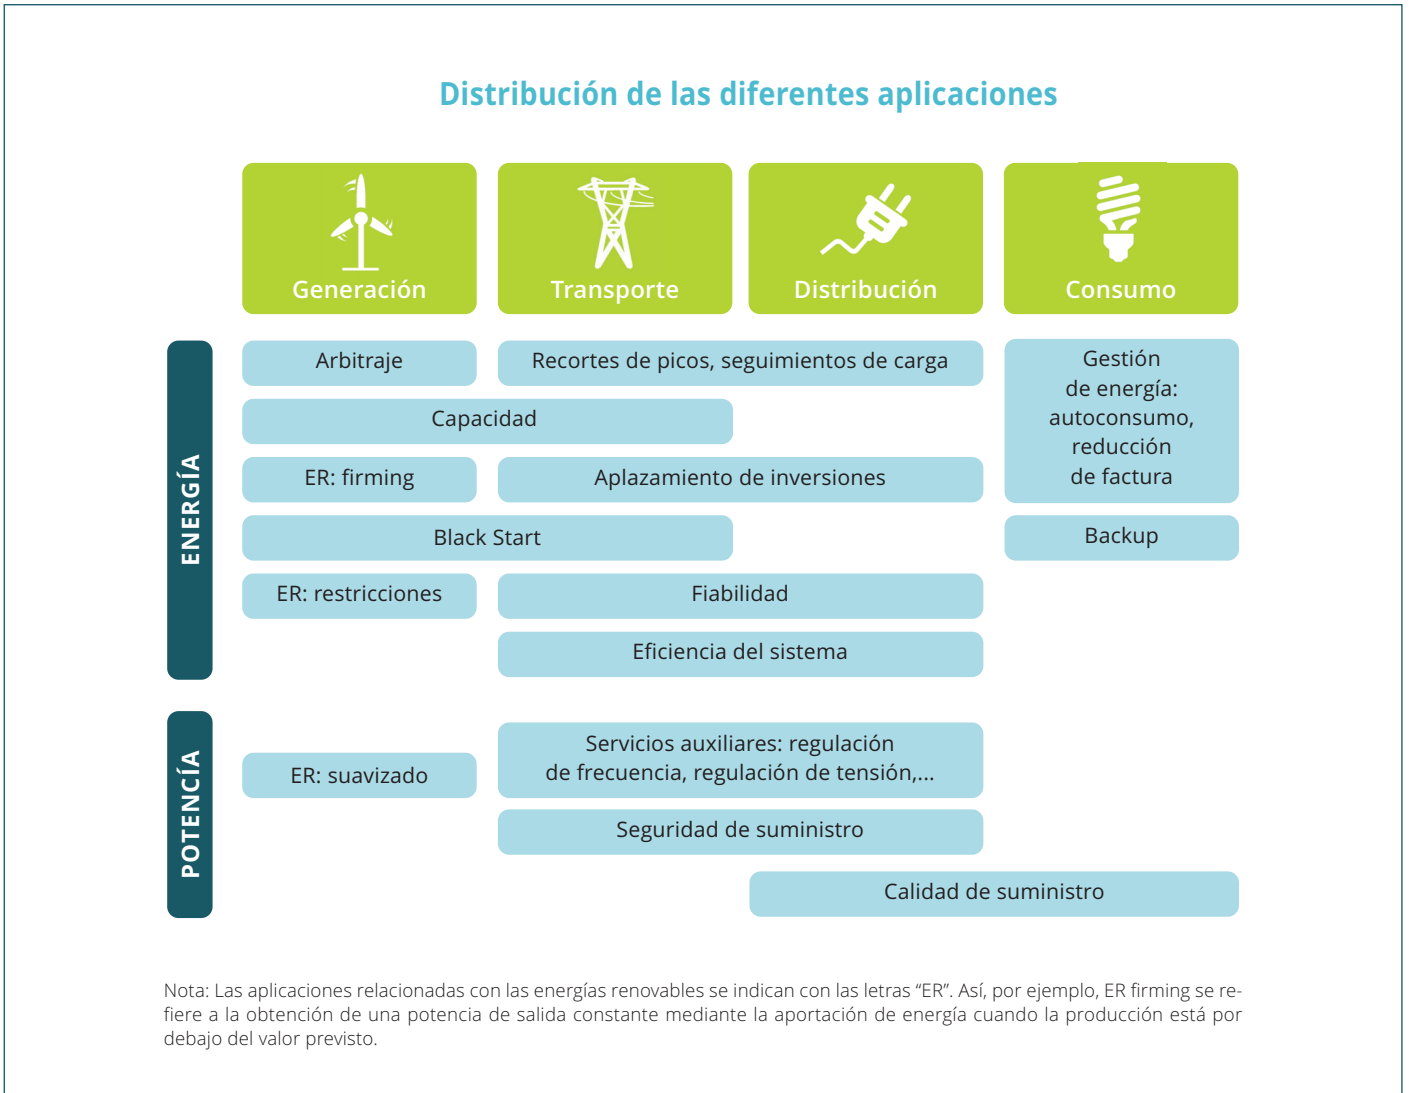 Distribución de las diferentes aplicaciones
Generación
Transporte
Distribución
Consumo
ENERGÍA
Arbitraje
Recortes de picos, seguimientos de carga
Gestión
de energía:
autoconsumo,
reducción
de factura
Capacidad
ER: firming
Aplazamiento de inversiones
Black Start
Backup
ER: restricciones
Fiabilidad
Eficiencia del sistema
POTENCÍA
ER: suavizado
Servicios auxiliares: regulación
de frecuencia, regulación de tensión,...
Seguridad de suministro
Calidad de suministro
Nota: Las aplicaciones relacionadas con las energías renovables se indican con las letras “ER”. Así, por ejemplo, ER firming se re-
fiere a la obtención de una potencia de salida constante mediante la aportación de energía cuando la producción está por
debajo del valor previsto.